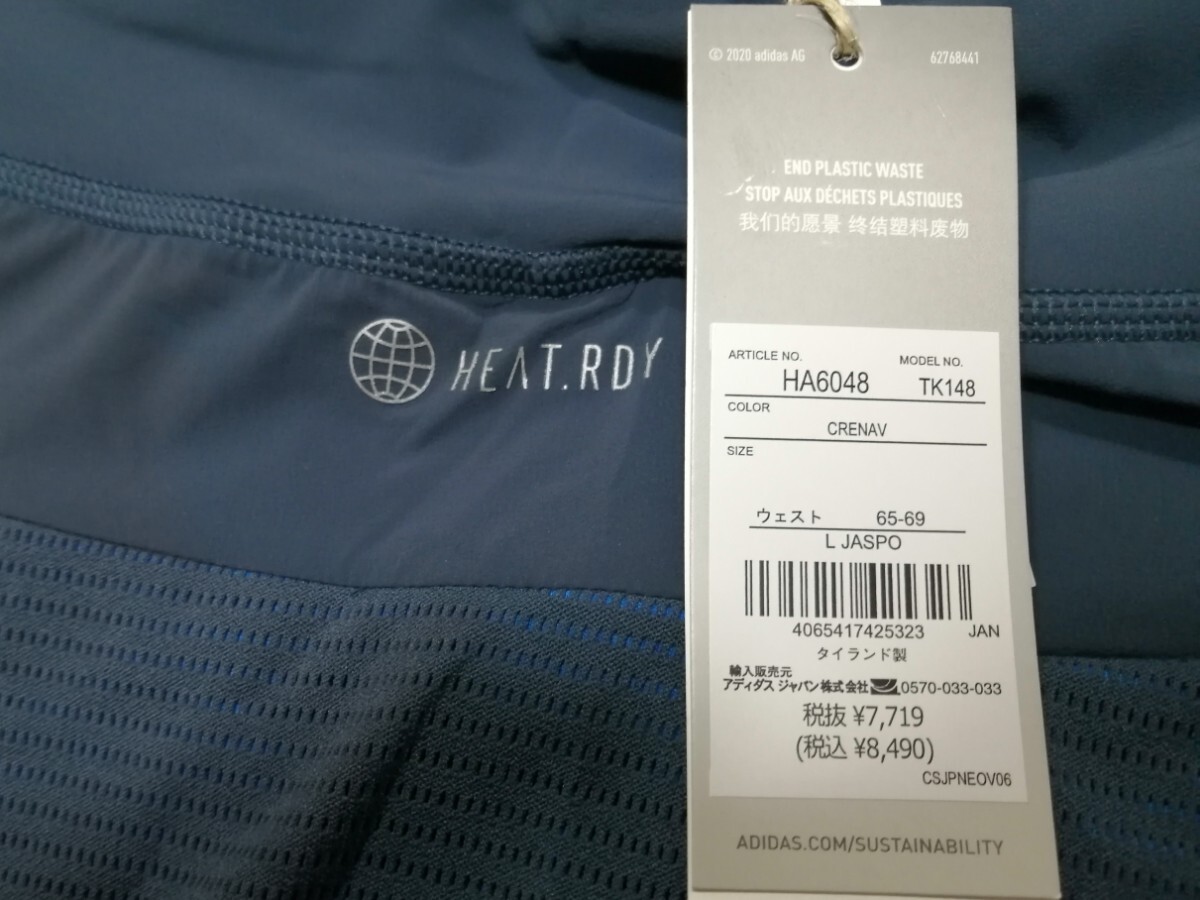 © 2020 adidas AG 62768441
END PLASTIC WASTE
STOP AUX DÉCHETS PLASTIQUES
我们的愿景 终结塑料废物
HEAT.RDY
ARTICLE NO. MODEL NO.
HA6048 TK148
COLOR
CRENAV
SIZE
ウェスト 65-69
L JASPO
4065417425323 JAN
タイランド製
輸入販売元
アディダス ジャパン株式会社 0570-033-033
税抜 ¥7,719
(税込 ¥8,490)
CSJPNEOV06
ADIDAS.COM/SUSTAINABILITY